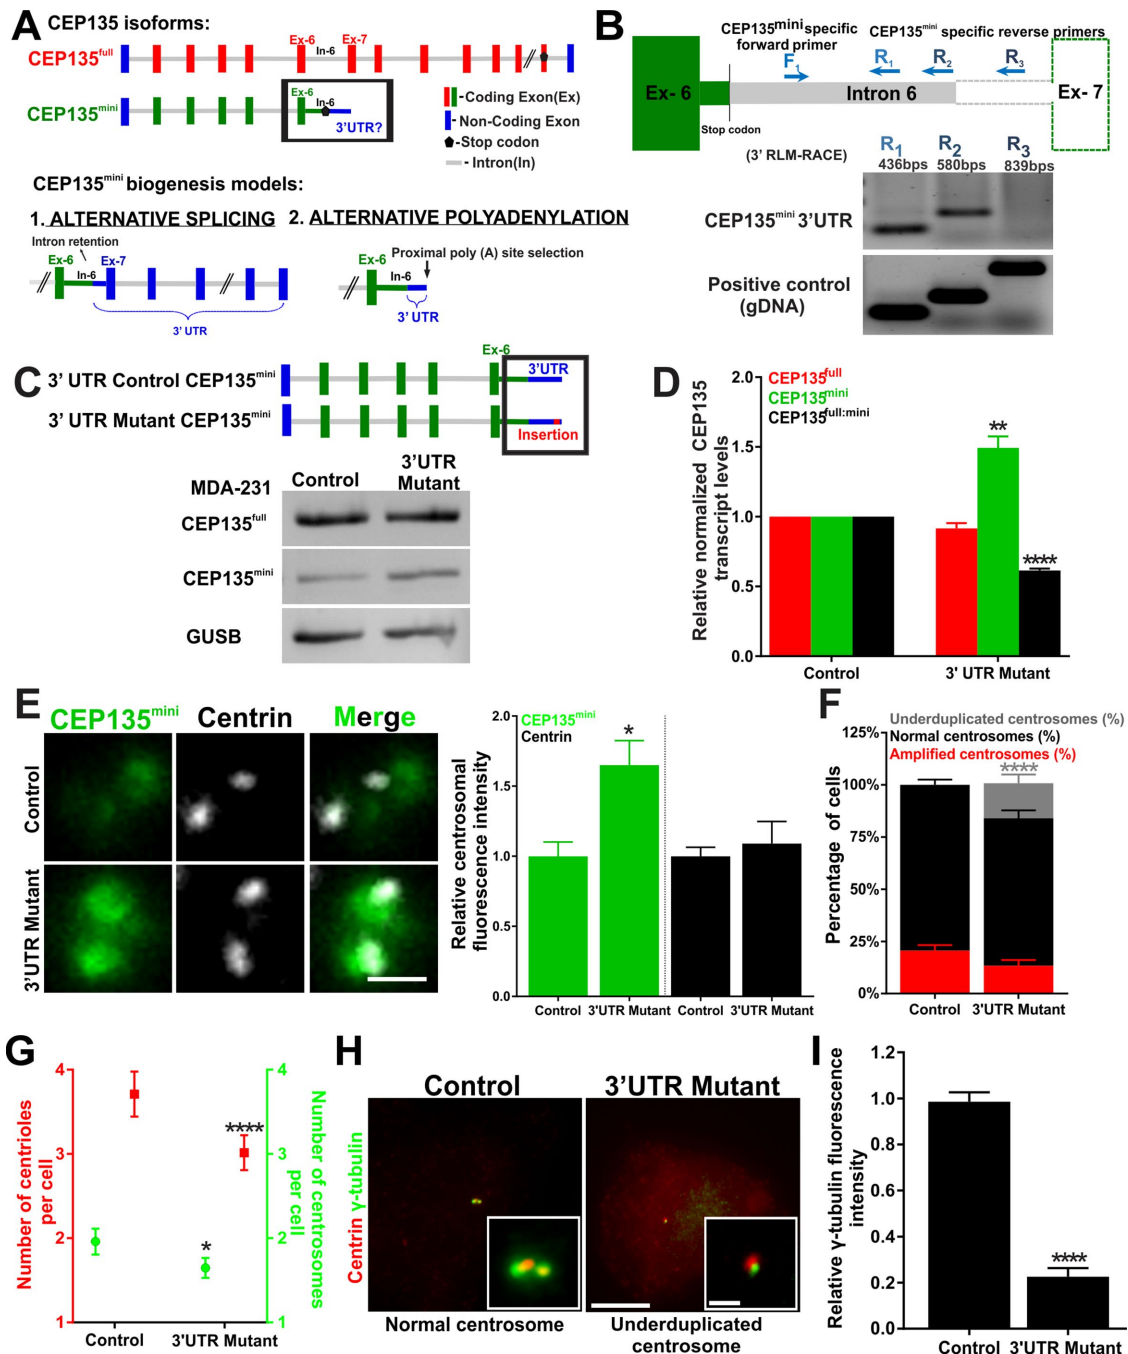 A
CEP135 isoforms:
CEP135full
Ex-6
In-6
Ex-7
CEP135mini
Ex-6
In-6
3'UTR?
-Coding Exon(Ex)
-Non-Coding Exon
-Stop codon
-Intron(In)
CEP135mini biogenesis models:
1. ALTERNATIVE SPLICING
Intron retention
Ex-6
In-6
Ex-7
3' UTR
2. ALTERNATIVE POLYADENYLATION
Proximal poly (A) site selection
Ex-6
In-6
3' UTR
B
CEP135mini specific
forward primer
CEP135mini specific reverse primers
F1
R1
R2
R3
Ex- 6
Intron 6
Ex- 7
Stop codon
(3' RLM-RACE)
R1
R2
R3
436bps
580bps
839bps
CEP135mini 3'UTR
Positive control
(gDNA)
C
3' UTR Control CEP135mini
Ex-6
3'UTR
3' UTR Mutant CEP135mini
Insertion
MDA-231
Control
3'UTR
Mutant
CEP135full
CEP135mini
GUSB
D
Relative normalized CEP135
transcript levels
2.0
1.5
1.0
0.5
0.0
CEP135full
CEP135mini
CEP135full:mini
**
****
Control
3' UTR Mutant
E
CEP135mini
Centrin
Merge
Control
3'UTR Mutant
Relative centrosomal
fluorescence intensity
2.0
1.5
1.0
0.5
0.0
CEP135mini
Centrin
*
Control
3'UTR Mutant
Control
3'UTR Mutant
F
Underduplicated centrosomes (%)
Normal centrosomes (%)
Amplified centrosomes (%)
Percentage of cells
125%
100%
75%
50%
25%
0%
****
Control
3'UTR Mutant
G
Number of centrioles
per cell
4
3
2
1
****
*
4
3
2
1
Number of centrosomes
per cell
Control
3'UTR Mutant
H
Control
3'UTR Mutant
Centrin γ-tubulin
Normal centrosome
Underduplicated
centrosome
I
Relative γ-tubulin fluorescence
intensity
1.2
1.0
0.8
0.6
0.4
0.2
0.0
****
Control
3'UTR Mutant